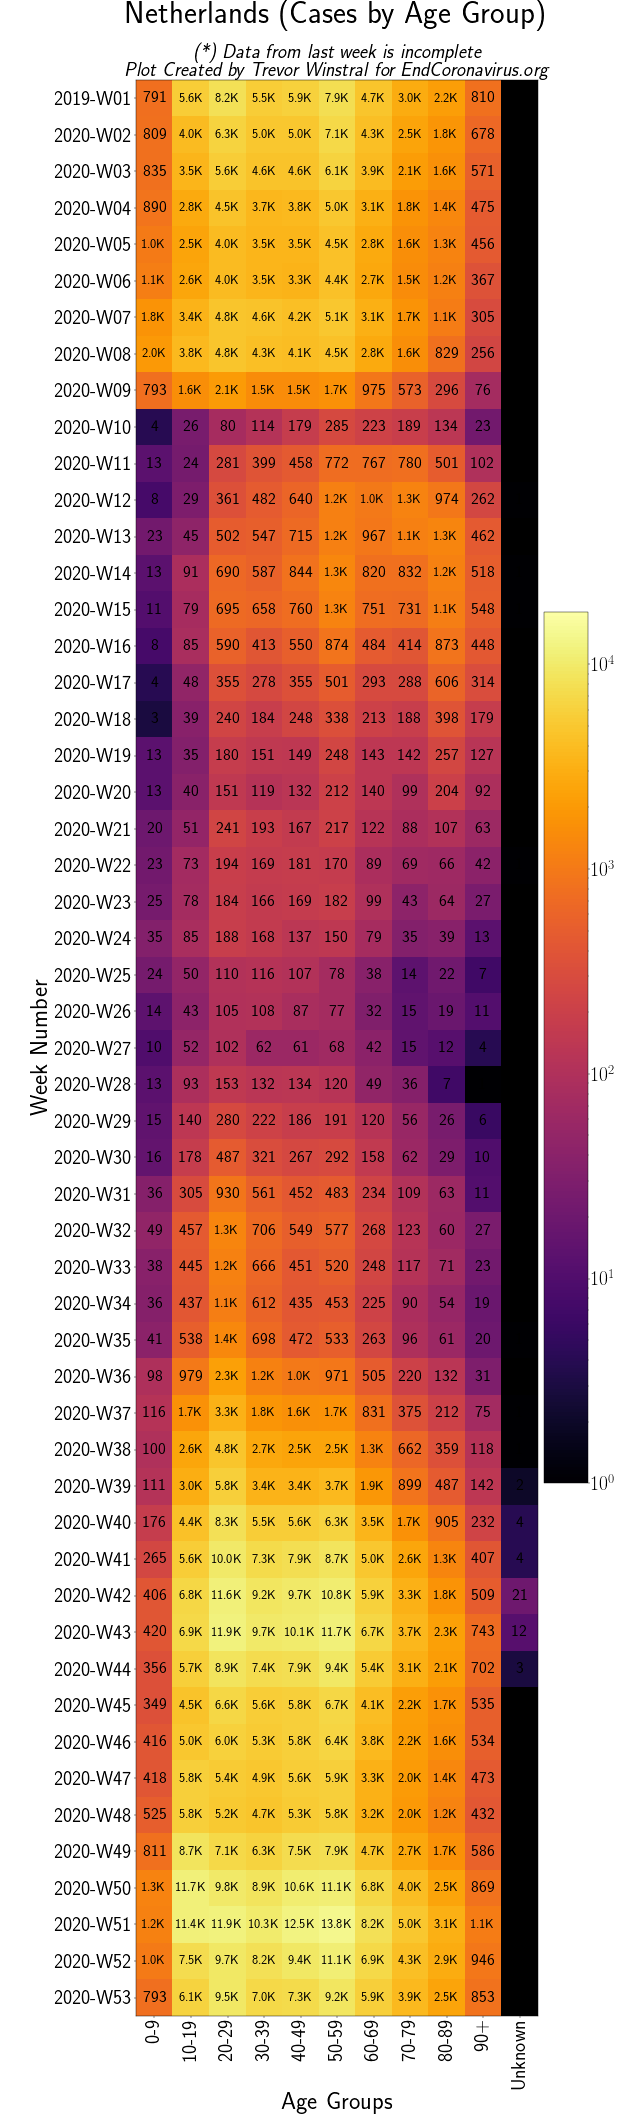 Netherlands (Cases by Age Group)
(*) Data from last week is incomplete
Plot Created by Trevor Winstral for EndCoronavirus.org
2019-W01 791 5.6K 8.2K 5.5K 5.9K 7.9K 4.7K 3.0K 2.2K 810
2020-W02 809 4.0K 6.3K 5.0K 5.0K 7.1K 4.3K 2.5K 1.8K 678
2020-W03 835 3.5K 5.6K 4.6K 4.6K 6.1K 3.9K 2.1K 1.6K 571
2020-W04 890 2.8K 4.5K 3.7K 3.8K 5.0K 3.1K 1.8K 1.4K 475
2020-W05 1.0K 2.5K 4.0K 3.5K 3.5K 4.5K 2.8K 1.6K 1.3K 456
2020-W06 1.1K 2.6K 4.0K 3.5K 3.3K 4.4K 2.7K 1.5K 1.2K 367
2020-W07 1.8K 3.4K 4.8K 4.6K 4.2K 5.1K 3.1K 1.7K 1.1K 305
2020-W08 2.0K 3.8K 4.8K 4.3K 4.1K 4.5K 2.8K 1.6K 829 256
2020-W09 793 1.6K 2.1K 1.5K 1.5K 1.7K 975 573 296 76
2020-W10 4 26 80 114 179 285 223 189 134 23
2020-W11 13 24 281 399 458 772 767 780 501 102
2020-W12 8 29 361 482 640 1.2K 1.0K 1.3K 974 262
2020-W13 23 45 502 547 715 1.2K 967 1.1K 1.3K 462
2020-W14 13 91 690 587 844 1.3K 820 832 1.2K 518
2020-W15 11 79 695 658 760 1.3K 751 731 1.1K 548
2020-W16 8 85 590 413 550 874 484 414 873 448
2020-W17 4 48 355 278 355 501 293 288 606 314
2020-W18 3 39 240 184 248 338 213 188 398 179
2020-W19 13 35 180 151 149 248 143 142 257 127
2020-W20 13 40 151 119 132 212 140 99 204 92
2020-W21 20 51 241 193 167 217 122 88 107 63
2020-W22 23 73 194 169 181 170 89 69 66 42
2020-W23 25 78 184 166 169 182 99 43 64 27
2020-W24 35 85 188 168 137 150 79 35 39 13
2020-W25 24 50 110 116 107 78 38 14 22 7
2020-W26 14 43 105 108 87 77 32 15 19 11
2020-W27 10 52 102 62 61 68 42 15 12 4
2020-W28 13 93 153 132 134 120 49 36 7
2020-W29 15 140 280 222 186 191 120 56 26 6
2020-W30 16 178 487 321 267 292 158 62 29 10
2020-W31 36 305 930 561 452 483 234 109 63 11
2020-W32 49 457 1.3K 706 549 577 268 123 60 27
2020-W33 38 445 1.2K 666 451 520 248 117 71 23
2020-W34 36 437 1.1K 612 435 453 225 90 54 19
2020-W35 41 538 1.4K 698 472 533 263 96 61 20
2020-W36 98 979 2.3K 1.2K 1.0K 971 505 220 132 31
2020-W37 116 1.7K 3.3K 1.8K 1.6K 1.7K 831 375 212 75
2020-W38 100 2.6K 4.8K 2.7K 2.5K 2.5K 1.3K 662 359 118
2020-W39 111 3.0K 5.8K 3.4K 3.4K 3.7K 1.9K 899 487 142 2
2020-W40 176 4.4K 8.3K 5.5K 5.6K 6.3K 3.5K 1.7K 905 232 4
2020-W41 265 5.6K 10.0K 7.3K 7.9K 8.7K 5.0K 2.6K 1.3K 407 4
2020-W42 406 6.8K 11.6K 9.2K 9.7K 10.8K 5.9K 3.3K 1.8K 509 21
2020-W43 420 6.9K 11.9K 9.7K 10.1K 11.7K 6.7K 3.7K 2.3K 743 12
2020-W44 356 5.7K 8.9K 7.4K 7.9K 9.4K 5.4K 3.1K 2.1K 702 3
2020-W45 349 4.5K 6.6K 5.6K 5.8K 6.7K 4.1K 2.2K 1.7K 535
2020-W46 416 5.0K 6.0K 5.3K 5.8K 6.4K 3.8K 2.2K 1.6K 534
2020-W47 418 5.8K 5.4K 4.9K 5.6K 5.9K 3.3K 2.0K 1.4K 473
2020-W48 525 5.8K 5.2K 4.7K 5.3K 5.8K 3.2K 2.0K 1.2K 432
2020-W49 811 8.7K 7.1K 6.3K 7.5K 7.9K 4.7K 2.7K 1.7K 586
2020-W50 1.3K 11.7K 9.8K 8.9K 10.6K 11.1K 6.8K 4.0K 2.5K 869
2020-W51 1.2K 11.4K 11.9K 10.3K 12.5K 13.8K 8.2K 5.0K 3.1K 1.1K
2020-W52 1.0K 7.5K 9.7K 8.2K 9.4K 11.1K 6.9K 4.3K 2.9K 946
2020-W53 793 6.1K 9.5K 7.0K 7.3K 9.2K 5.9K 3.9K 2.5K 853
0-9 10-19 20-29 30-39 40-49 50-59 60-69 70-79 80-89 90+ Unknown
Age Groups
Week Number
10⁴
10³
10²
10¹
10⁰